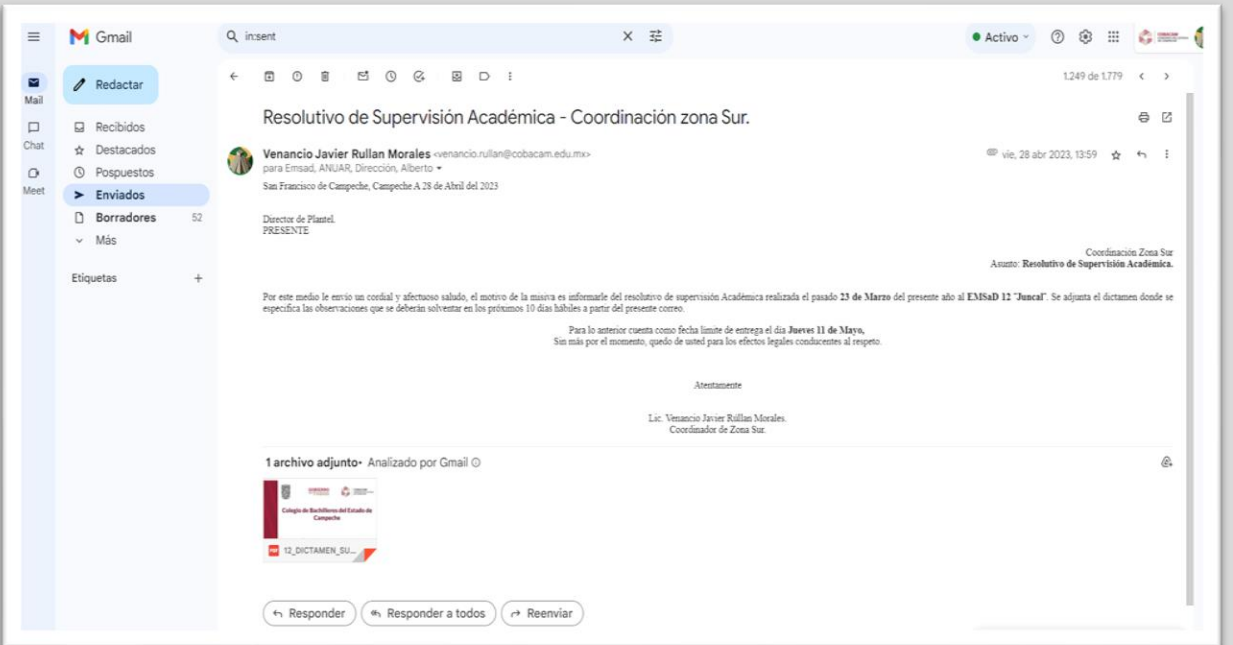 Gmail
in:sent
Activo
Mail
Chat
Meet
Redactar
Recibidos
Destacados
Pospuestos
Enviados
Borradores 52
Más
Etiquetas +
1.249 de 1.779
Resolutivo de Supervisión Académica - Coordinación zona Sur.
Venancio Javier Rullan Morales <venancio.rullan@cobacam.edu.mx>
vie, 28 abr 2023, 13:59
para Emsad, ANUAR, Dirección, Alberto
San Francisco de Campeche, Campeche A 28 de Abril del 2023
Director de Plantel.
PRESENTE
Coordinación Zona Sur
Asunto: Resolutivo de Supervisión Académica.
Por este medio le envío un cordial y afectuoso saludo, el motivo de la misiva es informarle del resolutivo de supervisión Académica realizada el pasado 23 de Marzo del presente año al EMSaD 12 "Juncal". Se adjunta el dictamen donde se
especifica las observaciones que se deberán solventar en los próximos 10 días hábiles a partir del presente correo.
Para lo anterior cuenta como fecha límite de entrega el día Jueves 11 de Mayo,
Sin más por el momento, quedo de usted para los efectos legales conducentes al respeto.
Atentamente
Lic. Venancio Javier Rúllan Morales.
Coordinador de Zona Sur.
1 archivo adjunto• Analizado por Gmail
Colegio de Bachilleres del Estado de
Campeche
PDF 12_DICTAMEN_SU...
Responder
Responder a todos
Reenviar